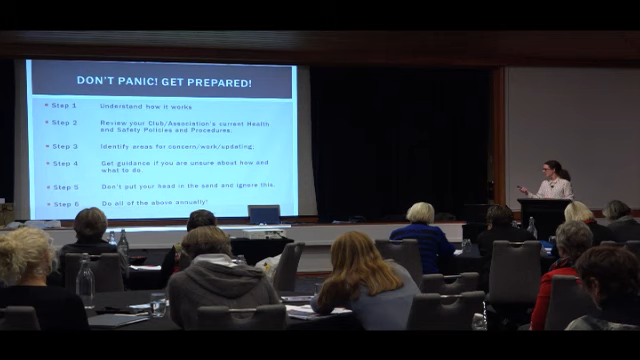 DON'T PANIC! GET PREPARED!
Step 1 Understand how it works
Step 2 Review your Club/Association's current Health
and Safety Policies and Procedures;
Step 3 Identify areas for concern/work/updating;
Step 4 Get guidance if you are unsure about how and
what to do.
Step 5 Don't put your head in the sand and ignore this.
Step 6 Do all of the above annually!